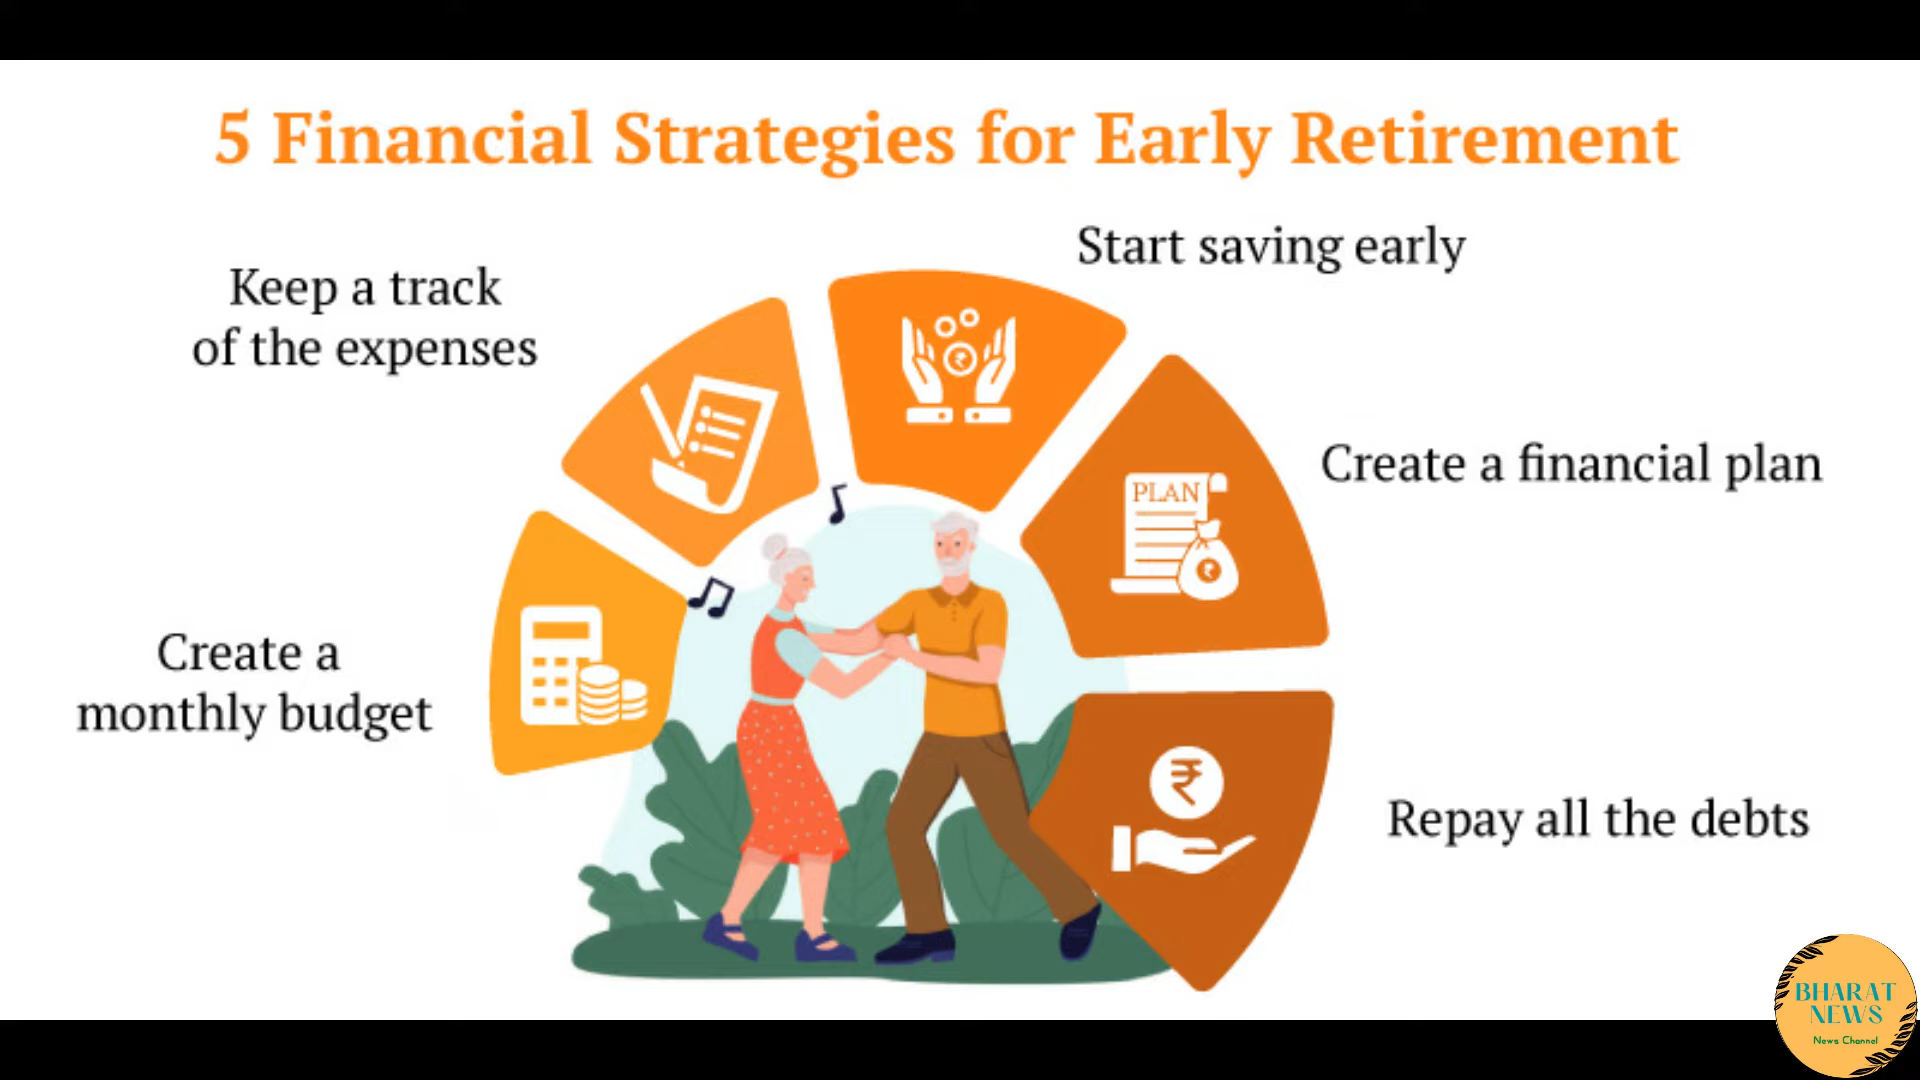 5 Financial Strategies for Early Retirement
Start saving early
Keep a track
of the expenses
Create a financial plan
PLAN
Create a
monthly budget
Repay all the debts
BHARAT
NEWS
News Channel